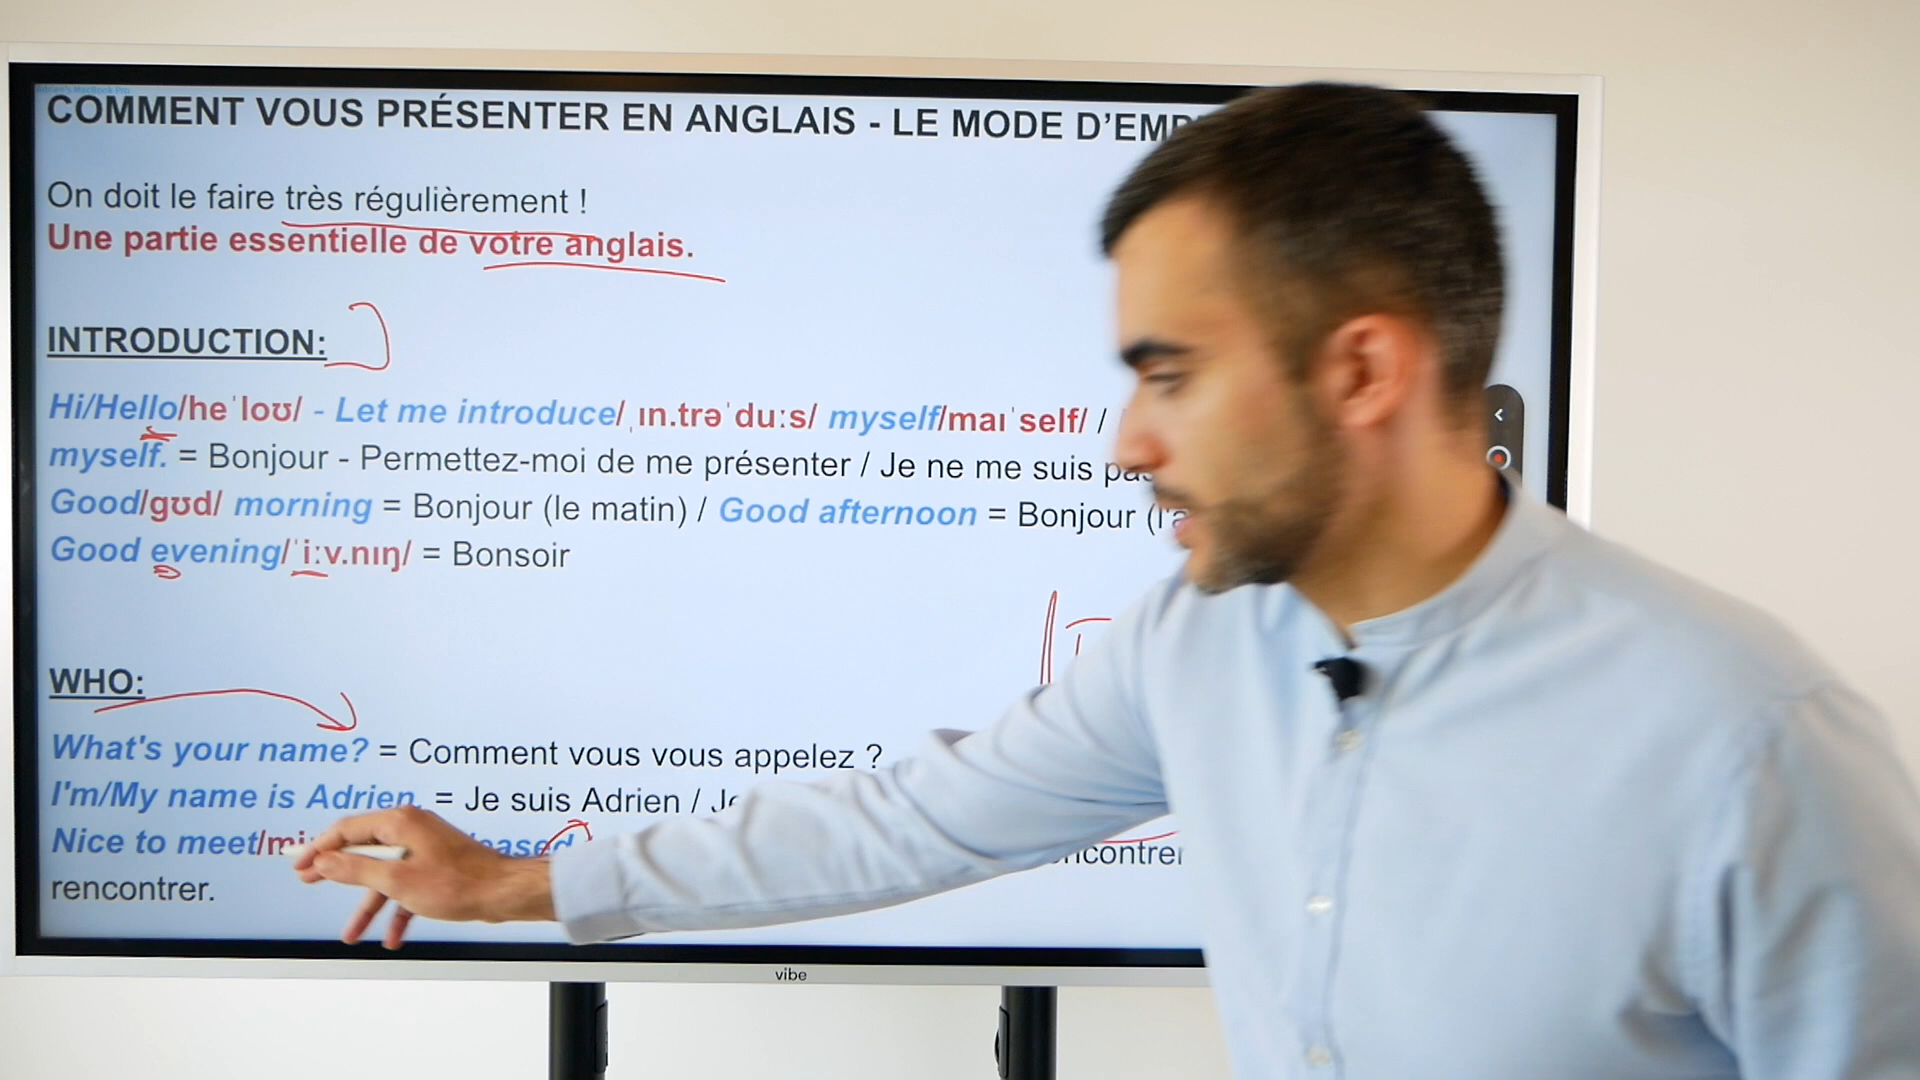 Adrien's MacBook Pro
COMMENT VOUS PRÉSENTER EN ANGLAIS - LE MODE D'EMP
On doit le faire très régulièrement !
Une partie essentielle de votre anglais.
INTRODUCTION:
Hi/Hello/heˈloʊ/ - Let me introduce/ˌɪn.trəˈduːs/ myself/maɪˈself/ /
myself. = Bonjour - Permettez-moi de me présenter / Je ne me suis
Good/gʊd/ morning = Bonjour (le matin) / Good afternoon = Bonjour
Good evening/ˈiːv.nɪŋ/ = Bonsoir
WHO:
What's your name? = Comment vous vous appelez ?
I'm/My name is Adrien. = Je suis Adrien /
Nice to meet
rencontrer.
vibe